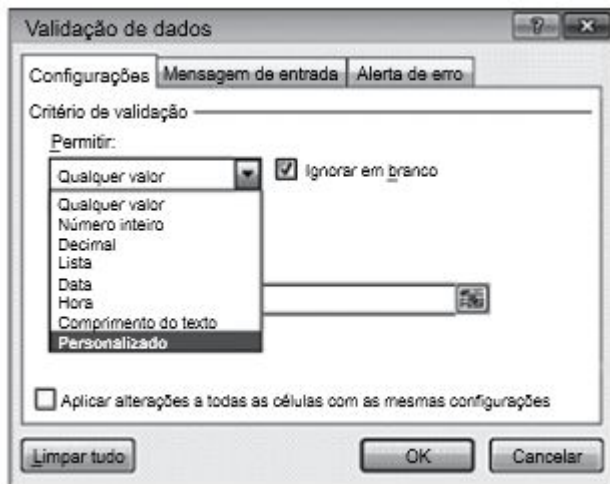 Validação de dados
Configurações Mensagem de entrada Alerta de erro
Critério de validação
Permitir:
Qualquer valor Ignorar em branco
Qualquer valor
Número inteiro
Decimal
Lista
Data
Hora
Comprimento do texto
Personalizado
Aplicar alterações a todas as células com as mesmas configurações
Limpar tudo OK Cancelar